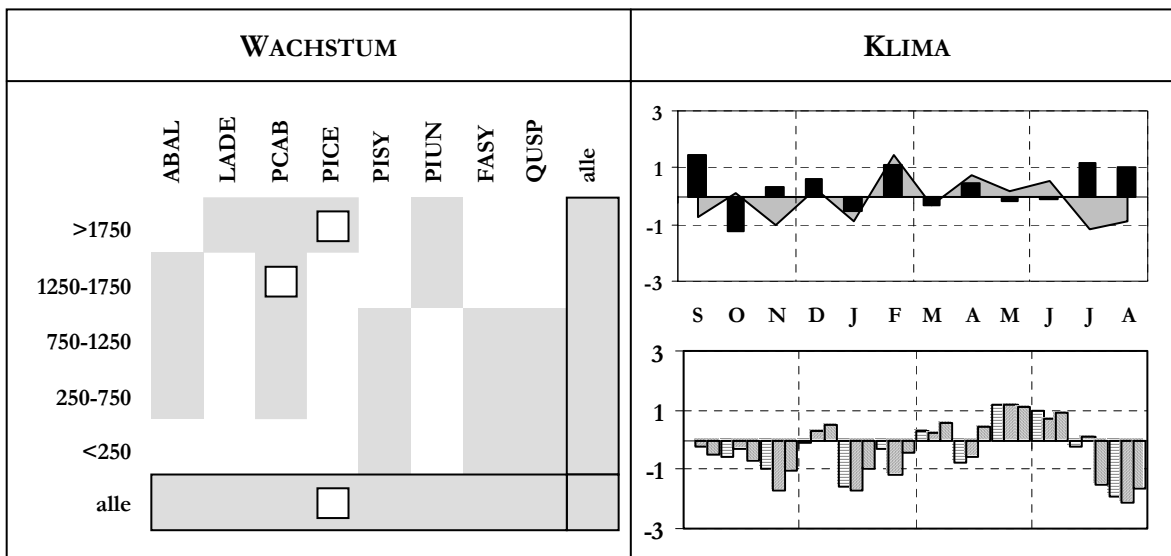 WACHSTUM
KLIMA
ABAL LADE PCAB PICE PISY PIUN FASY QUSP alle
>1750
1250-1750
750-1250
250-750
<250
alle
3
1
-1
-3
S O N D J F M A M J J A
3
1
-1
-3